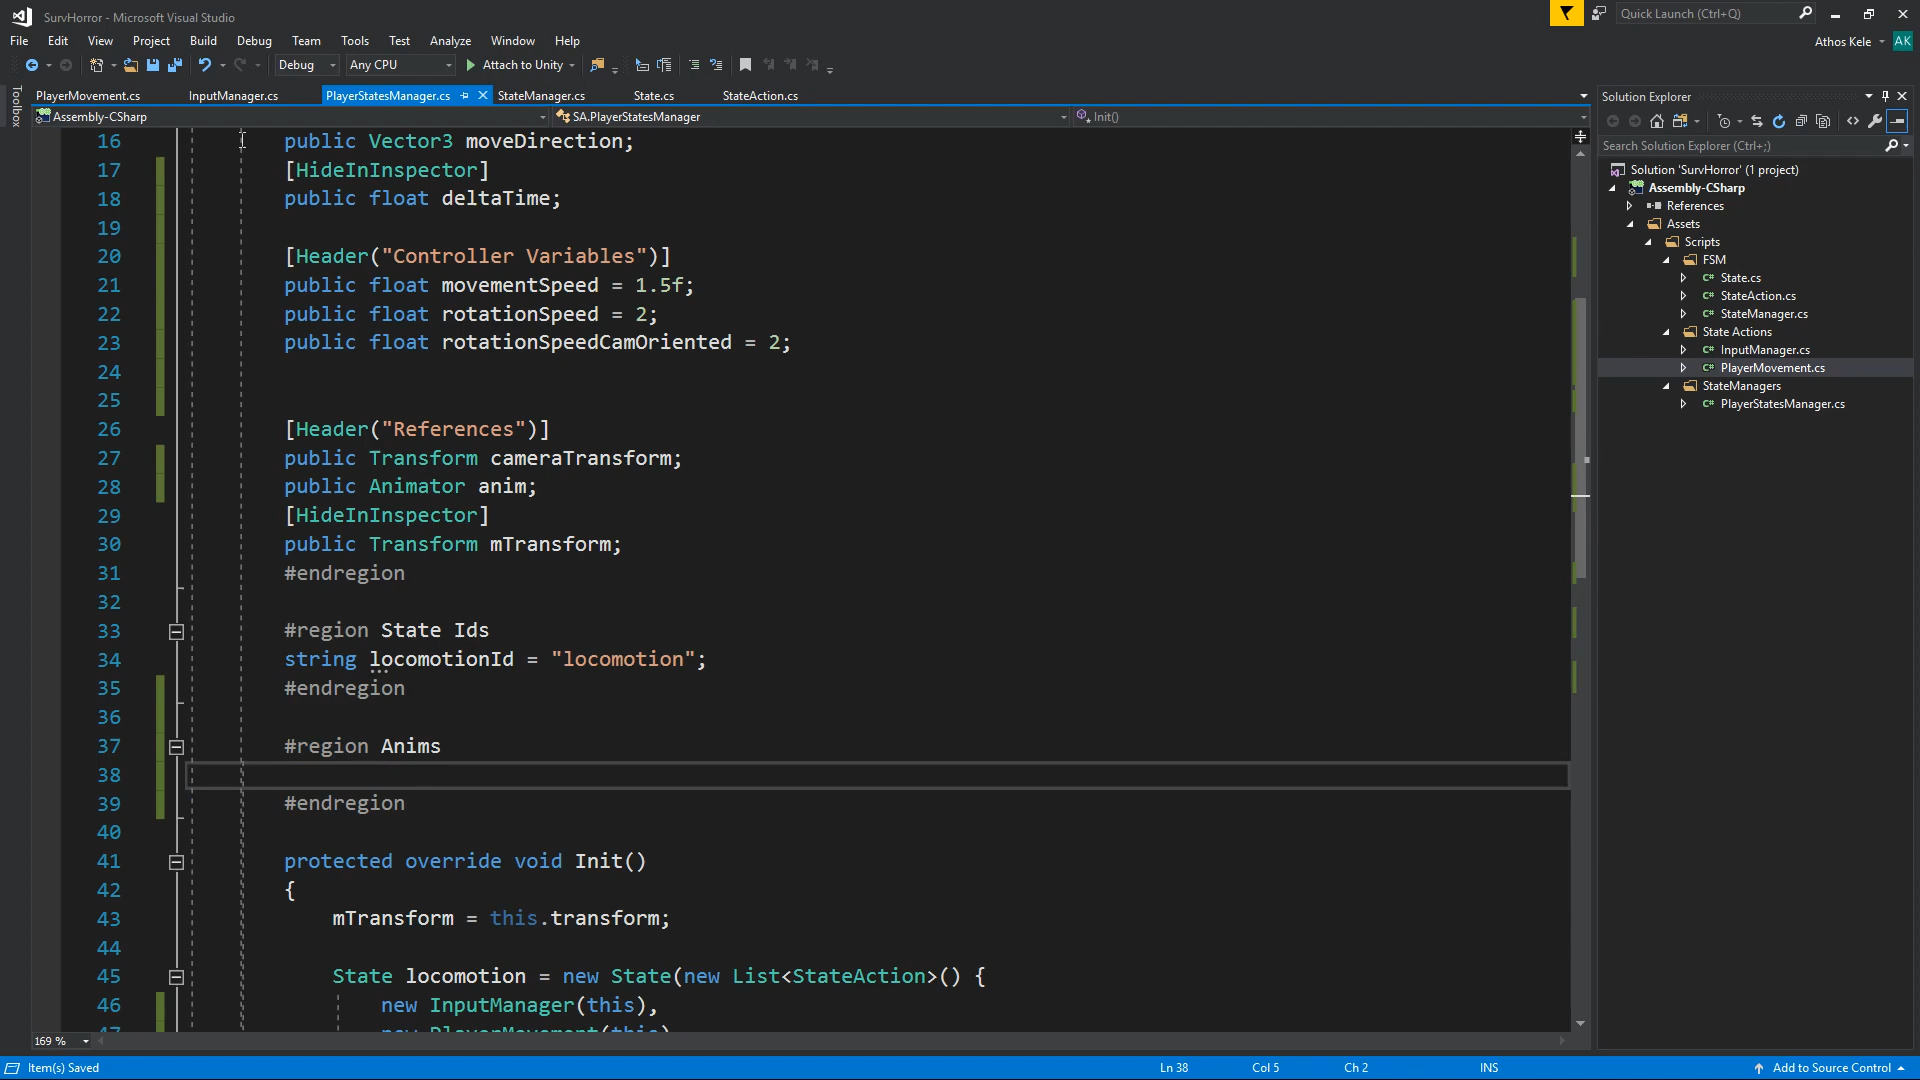 SurvHorror - Microsoft Visual Studio
Quick Launch (Ctrl+Q)
File Edit View Project Build Debug Team Tools Test Analyze Window Help
Athos Kele AK
Debug Any CPU Attach to Unity
Toolbox
PlayerMovement.cs InputManager.cs PlayerStatesManager.cs StateManager.cs State.cs StateAction.cs
Assembly-CSharp SA.PlayerStatesManager Init()
16 public Vector3 moveDirection;
17 [HideInInspector]
18 public float deltaTime;
19
20 [Header("Controller Variables")]
21 public float movementSpeed = 1.5f;
22 public float rotationSpeed = 2;
23 public float rotationSpeedCamOriented = 2;
24
25
26 [Header("References")]
27 public Transform cameraTransform;
28 public Animator anim;
29 [HideInInspector]
30 public Transform mTransform;
31 #endregion
32
33 #region State Ids
34 string locomotionId = "locomotion";
35 #endregion
36
37 #region Anims
38
39 #endregion
40
41 protected override void Init()
42 {
43 mTransform = this.transform;
44
45 State locomotion = new State(new List<StateAction>() {
46 new InputManager(this),
47 new PlayerMovement(this)
169 %
Solution Explorer
Search Solution Explorer (Ctrl+;)
Solution 'SurvHorror' (1 project)
Assembly-CSharp
References
Assets
Scripts
FSM
State.cs
StateAction.cs
StateManager.cs
State Actions
InputManager.cs
PlayerMovement.cs
StateManagers
PlayerStatesManager.cs
Item(s) Saved Ln 38 Col 5 Ch 2 INS Add to Source Control